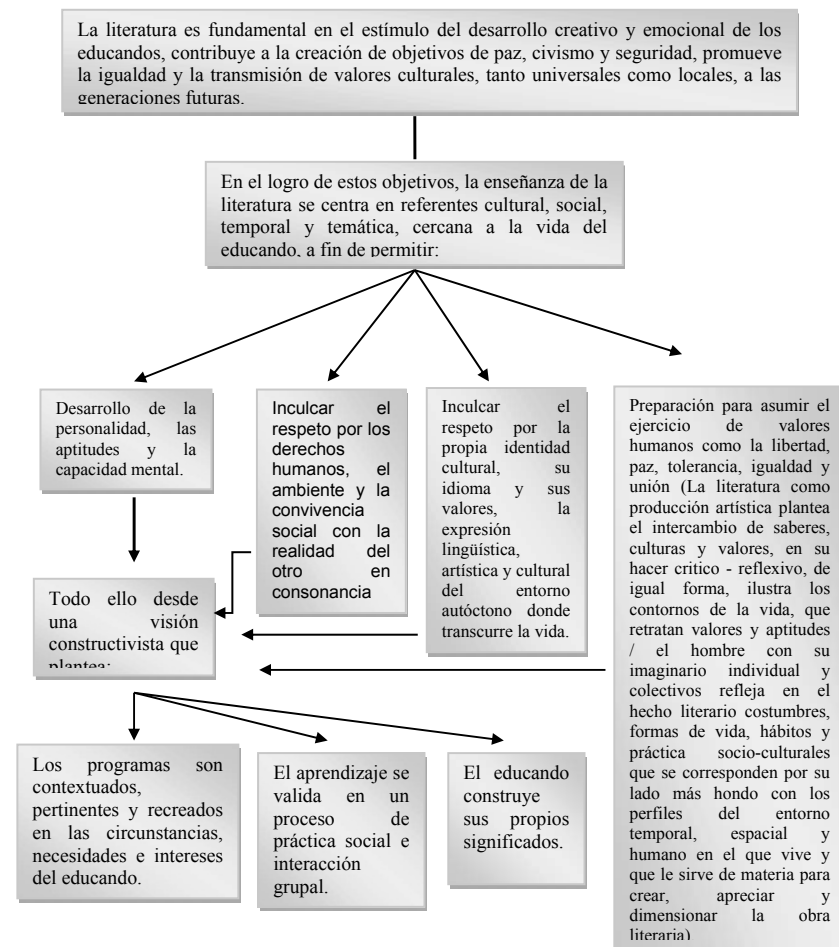 La literatura es fundamental en el estímulo del desarrollo creativo y emocional de los
educandos, contribuye a la creación de objetivos de paz, civismo y seguridad, promueve
la igualdad y la transmisión de valores culturales, tanto universales como locales, a las
generaciones futuras.
En el logro de estos objetivos, la enseñanza de la
literatura se centra en referentes cultural, social,
temporal y temática, cercana a la vida del
educando, a fin de permitir:
Desarrollo de la
personalidad, las
aptitudes y la
capacidad mental.
Inculcar el
respeto por los
derechos
humanos, el
ambiente y la
convivencia
social con la
realidad del
otro en
consonancia
Inculcar el
respeto por la
propia identidad
cultural, su
idioma y sus
valores, la
expresión
lingüística,
artística y cultural
del entorno
autóctono donde
transcurre la vida.
Preparación para asumir el
ejercicio de valores
humanos como la libertad,
paz, tolerancia, igualdad y
unión (La literatura como
producción artística plantea
el intercambio de saberes,
culturas y valores, en su
hacer critico - reflexivo, de
igual forma, ilustra los
contornos de la vida, que
retratan valores y aptitudes
/ el hombre con su
imaginario individual y
colectivos refleja en el
hecho literario costumbres,
formas de vida, hábitos y
práctica socio-culturales
que se corresponden por su
lado más hondo con los
perfiles del entorno
temporal, espacial y
humano en el que vive y
que le sirve de materia para
crear, apreciar y
dimensionar la obra
literaria)
Todo ello desde
una visión
constructivista que
plantea:
Los programas son
contextuados,
pertinentes y recreados
en las circunstancias,
necesidades e intereses
del educando.
El aprendizaje se
valida en un
proceso de
práctica social e
interacción
grupal.
El educando
construye
sus propios
significados.